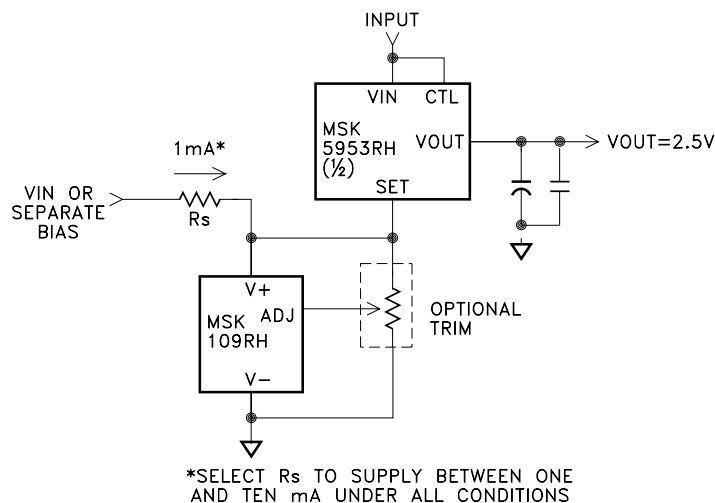 INPUT
VIN CTL
MSK
5953RH
(½)
VOUT
SET
VOUT=2.5V
1mA*
VIN OR
SEPARATE
BIAS
Rs
V+
MSK
109RH
ADJ
V-
OPTIONAL
TRIM
*SELECT Rs TO SUPPLY BETWEEN ONE
AND TEN mA UNDER ALL CONDITIONS